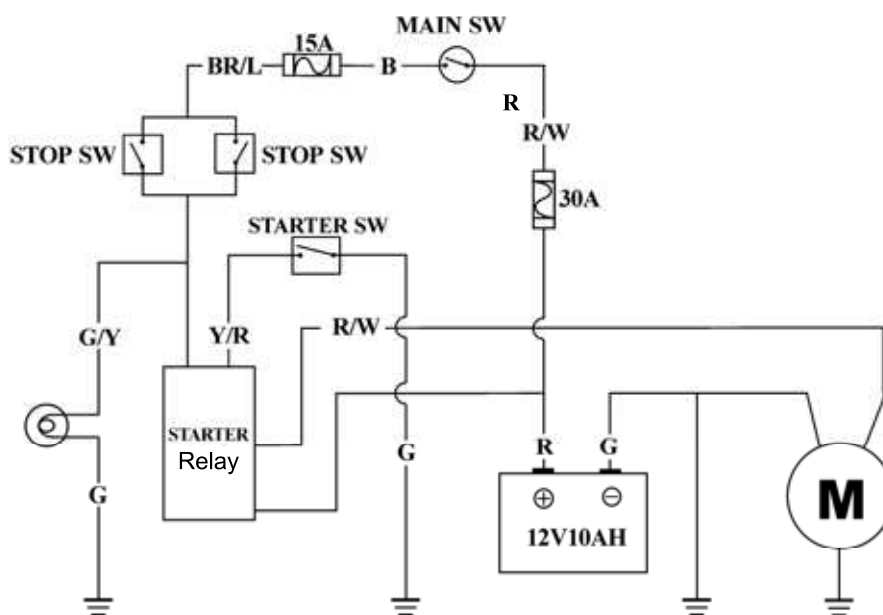 MAIN SW
15A
BR/L
B
R
R/W
STOP SW
STOP SW
30A
STARTER SW
G/Y
Y/R
R/W
STARTER
Relay
G
G
R
G
12V10AH
M